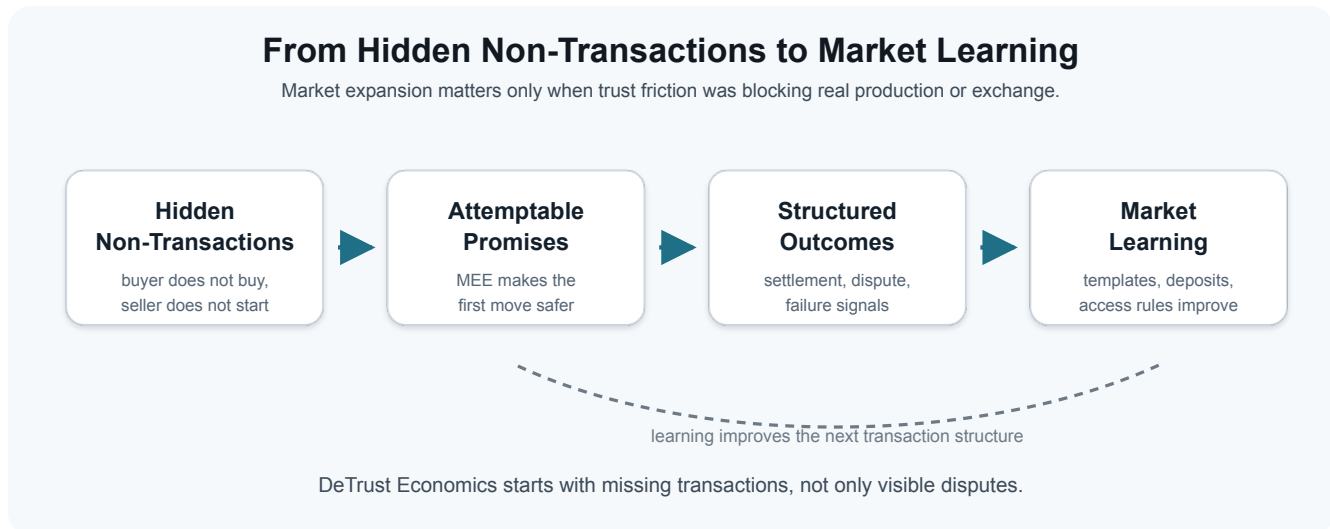 From Hidden Non-Transactions to Market Learning
Market expansion matters only when trust friction was blocking real production or exchange.
Hidden
Non-Transactions
buyer does not buy,
seller does not start
Attemptable
Promises
MEE makes the
first move safer
Structured
Outcomes
settlement, dispute,
failure signals
Market
Learning
templates, deposits,
access rules improve
learning improves the next transaction structure
DeTrust Economics starts with missing transactions, not only visible disputes.